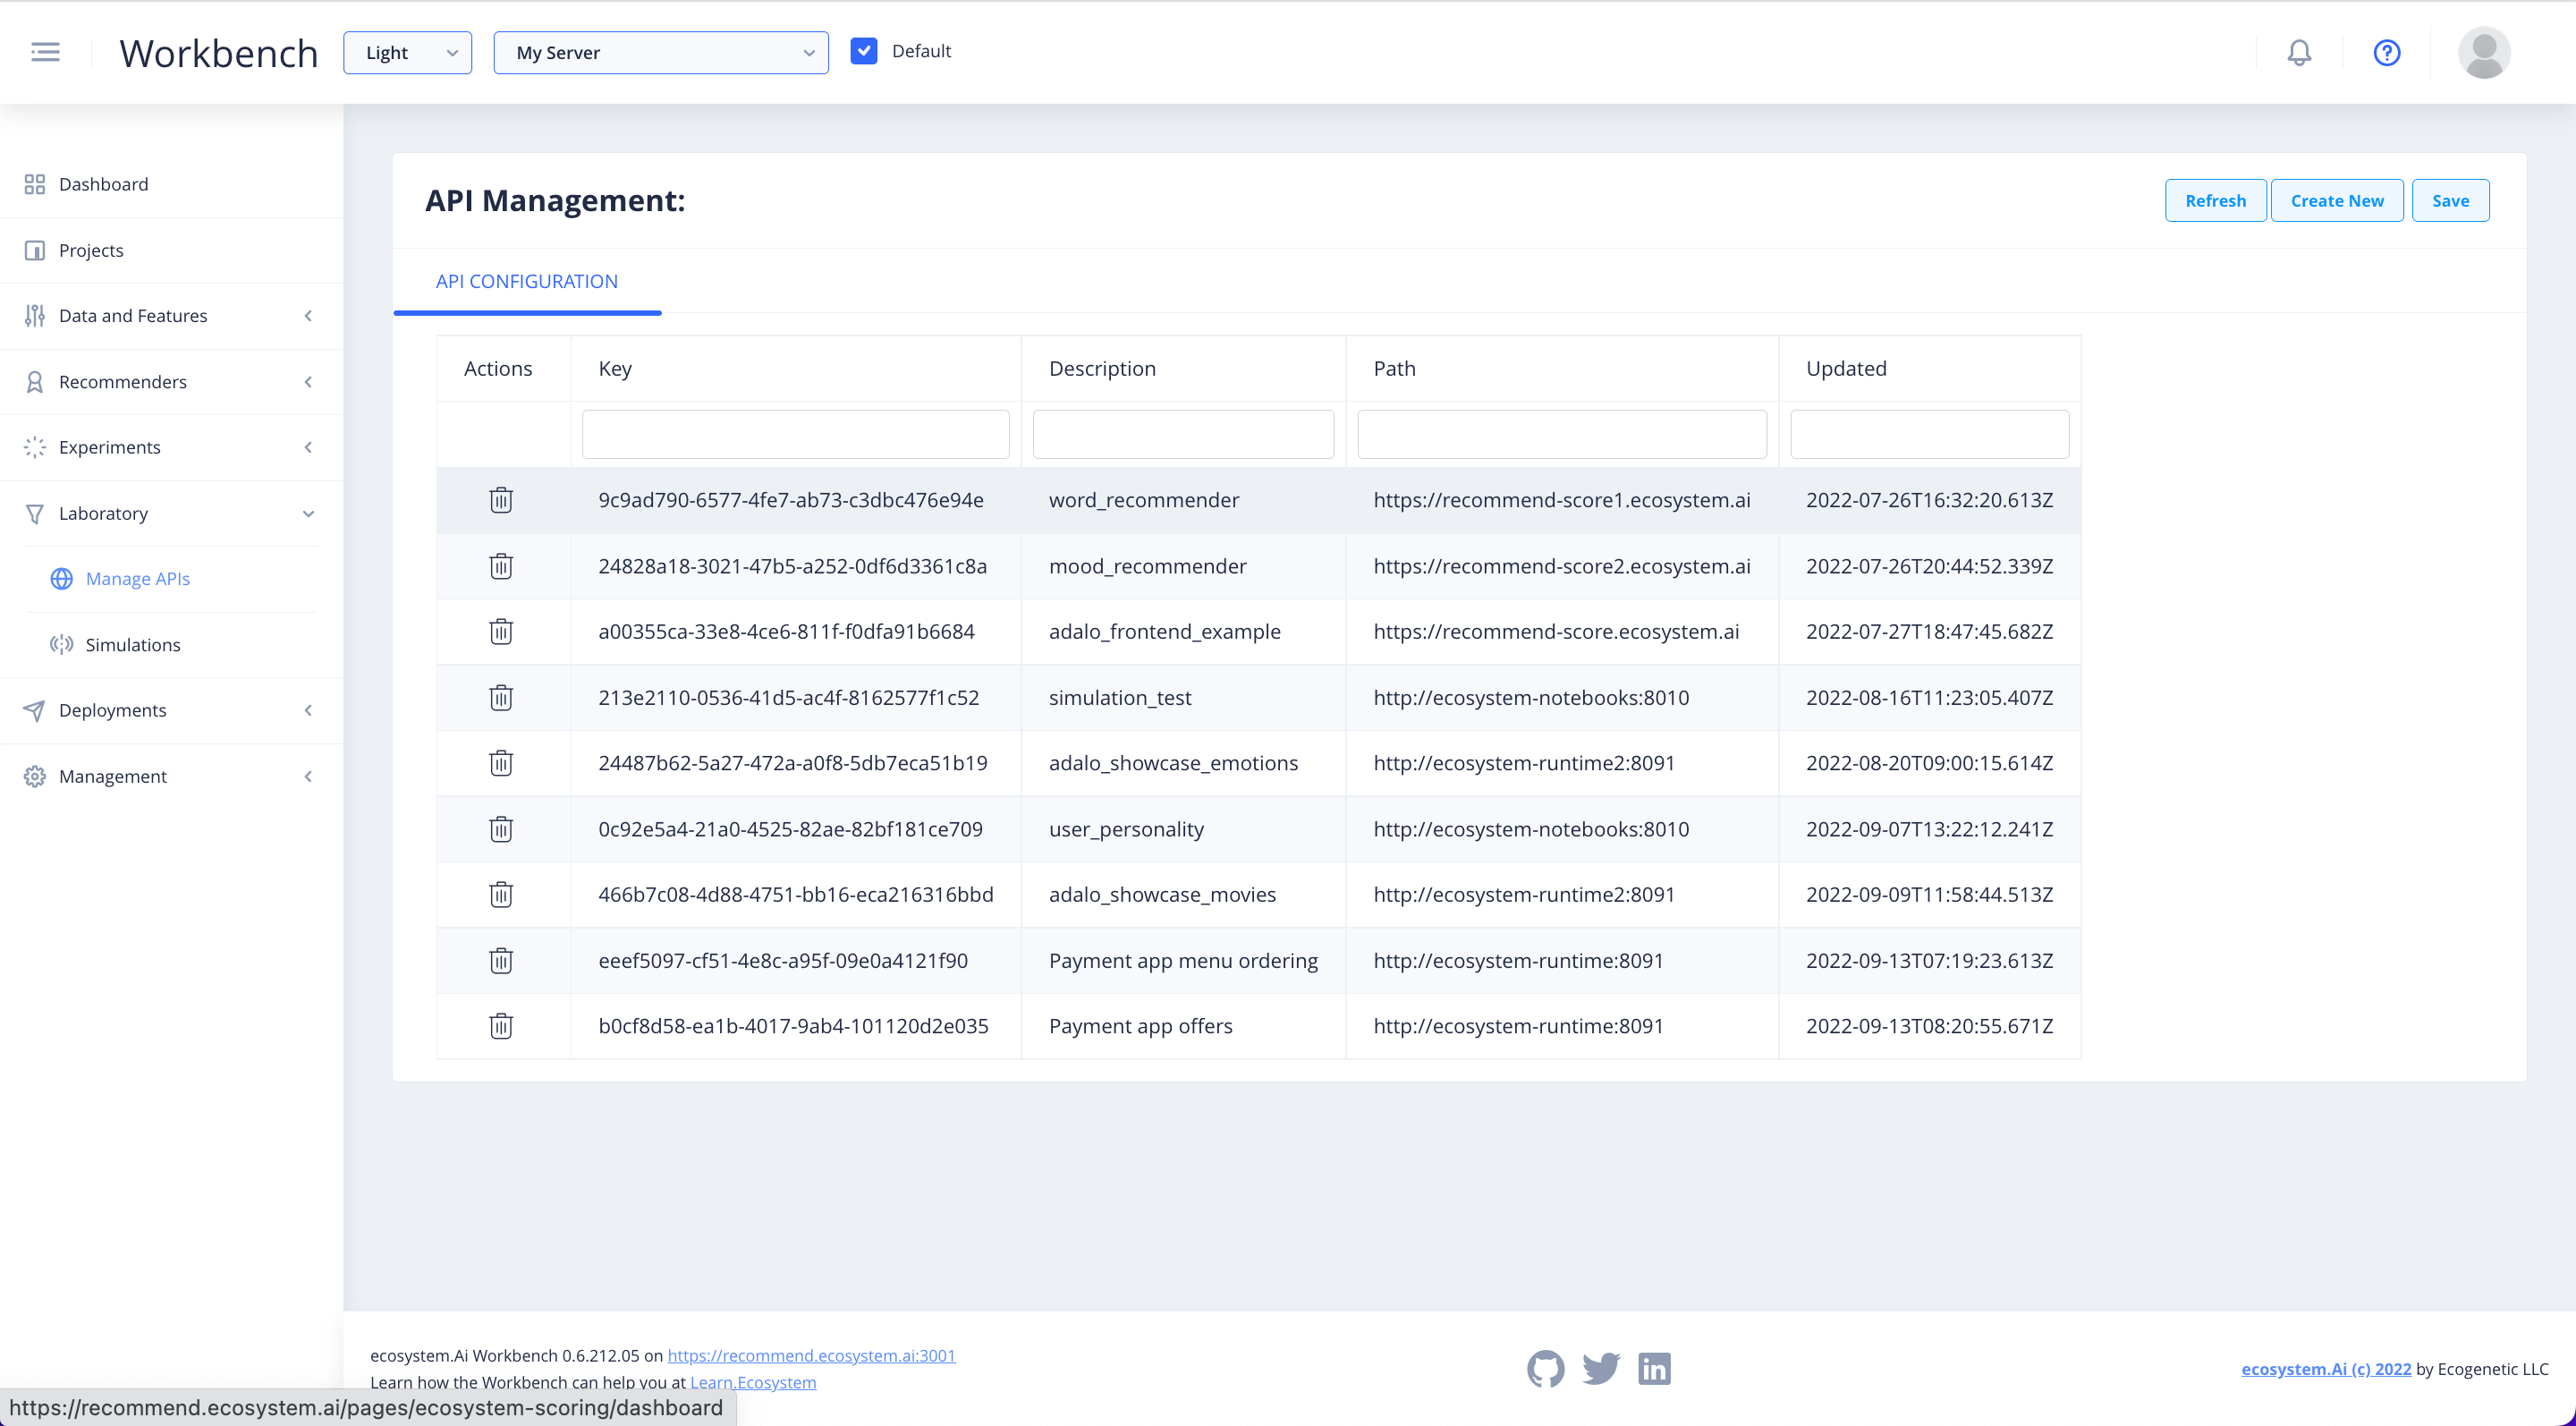 Workbench
Light
My Server
Default
Dashboard
Projects
Data and Features
Recommenders
Experiments
Laboratory
Manage APIs
Simulations
Deployments
Management
API Management:
Refresh
Create New
Save
API CONFIGURATION
Actions Key Description Path Updated
9c9ad790-6577-4fe7-ab73-c3dbc476e94e word_recommender https://recommend-score1.ecosystem.ai 2022-07-26T16:32:20.613Z
24828a18-3021-47b5-a252-0df6d3361c8a mood_recommender https://recommend-score2.ecosystem.ai 2022-07-26T20:44:52.339Z
a00355ca-33e8-4ce6-811f-f0dfa91b6684 adalo_frontend_example https://recommend-score.ecosystem.ai 2022-07-27T18:47:45.682Z
213e2110-0536-41d5-ac4f-8162577f1c52 simulation_test http://ecosystem-notebooks:8010 2022-08-16T11:23:05.407Z
24487b62-5a27-472a-a0f8-5db7eca51b19 adalo_showcase_emotions http://ecosystem-runtime2:8091 2022-08-20T09:00:15.614Z
0c92e5a4-21a0-4525-82ae-82bf181ce709 user_personality http://ecosystem-notebooks:8010 2022-09-07T13:22:12.241Z
466b7c08-4d88-4751-bb16-eca216316bbd adalo_showcase_movies http://ecosystem-runtime2:8091 2022-09-09T11:58:44.513Z
eeef5097-cf51-4e8c-a95f-09e0a4121f90 Payment app menu ordering http://ecosystem-runtime:8091 2022-09-13T07:19:23.613Z
b0cf8d58-ea1b-4017-9ab4-101120d2e035 Payment app offers http://ecosystem-runtime:8091 2022-09-13T08:20:55.671Z
ecosystem.Ai Workbench 0.6.212.05 on https://recommend.ecosystem.ai:3001
Learn how the Workbench can help you at Learn.Ecosystem
ecosystem.Ai (c) 2022 by Ecogenetic LLC
https://recommend.ecosystem.ai/pages/ecosystem-scoring/dashboard